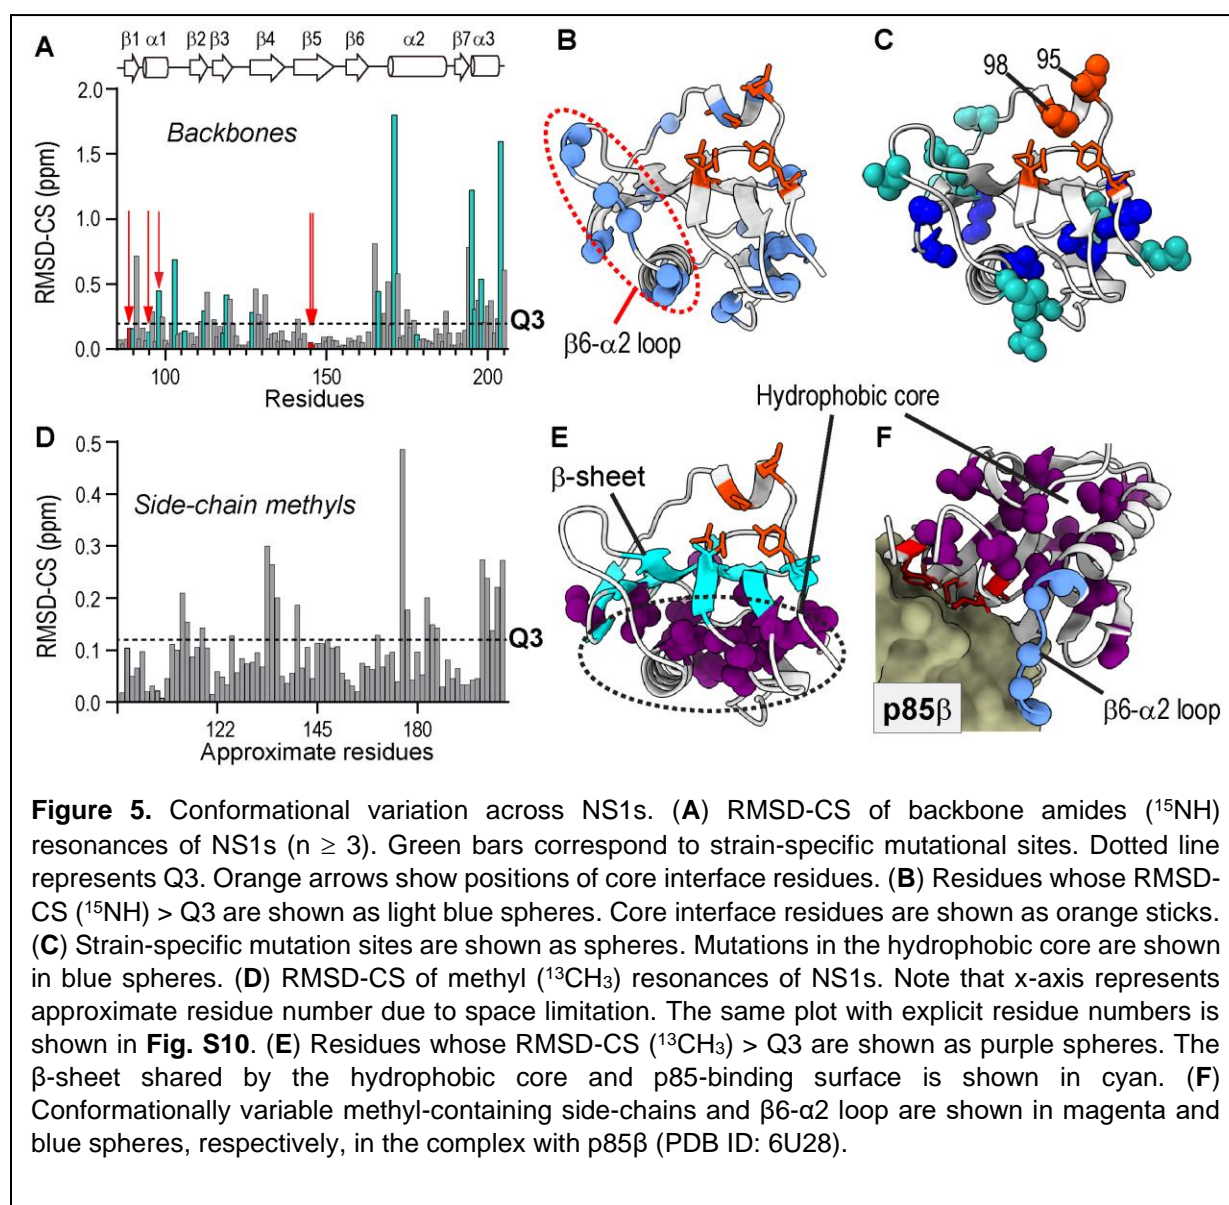 A
β1 α1 β2 β3 β4 β5 β6 α2 β7 α3
B
C
98
95
2.0
1.5
1.0
0.5
0.0
RMSD-CS (ppm)
Backbones
Q3
100 150 200
Residues
β6-α2 loop
D
0.5
0.4
0.3
0.2
0.1
0.0
RMSD-CS (ppm)
Side-chain methyls
Q3
122 145 180
Approximate residues
Hydrophobic core
E
β-sheet
F
p85β
β6-α2 loop
Figure 5. Conformational variation across NS1s. (A) RMSD-CS of backbone amides (¹⁵NH)
resonances of NS1s (n ≥ 3). Green bars correspond to strain-specific mutational sites. Dotted line
represents Q3. Orange arrows show positions of core interface residues. (B) Residues whose RMSD-
CS (¹⁵NH) > Q3 are shown as light blue spheres. Core interface residues are shown as orange sticks.
(C) Strain-specific mutation sites are shown as spheres. Mutations in the hydrophobic core are shown
in blue spheres. (D) RMSD-CS of methyl (¹³CH₃) resonances of NS1s. Note that x-axis represents
approximate residue number due to space limitation. The same plot with explicit residue numbers is
shown in Fig. S10. (E) Residues whose RMSD-CS (¹³CH₃) > Q3 are shown as purple spheres. The
β-sheet shared by the hydrophobic core and p85-binding surface is shown in cyan. (F)
Conformationally variable methyl-containing side-chains and β6-α2 loop are shown in magenta and
blue spheres, respectively, in the complex with p85β (PDB ID: 6U28).